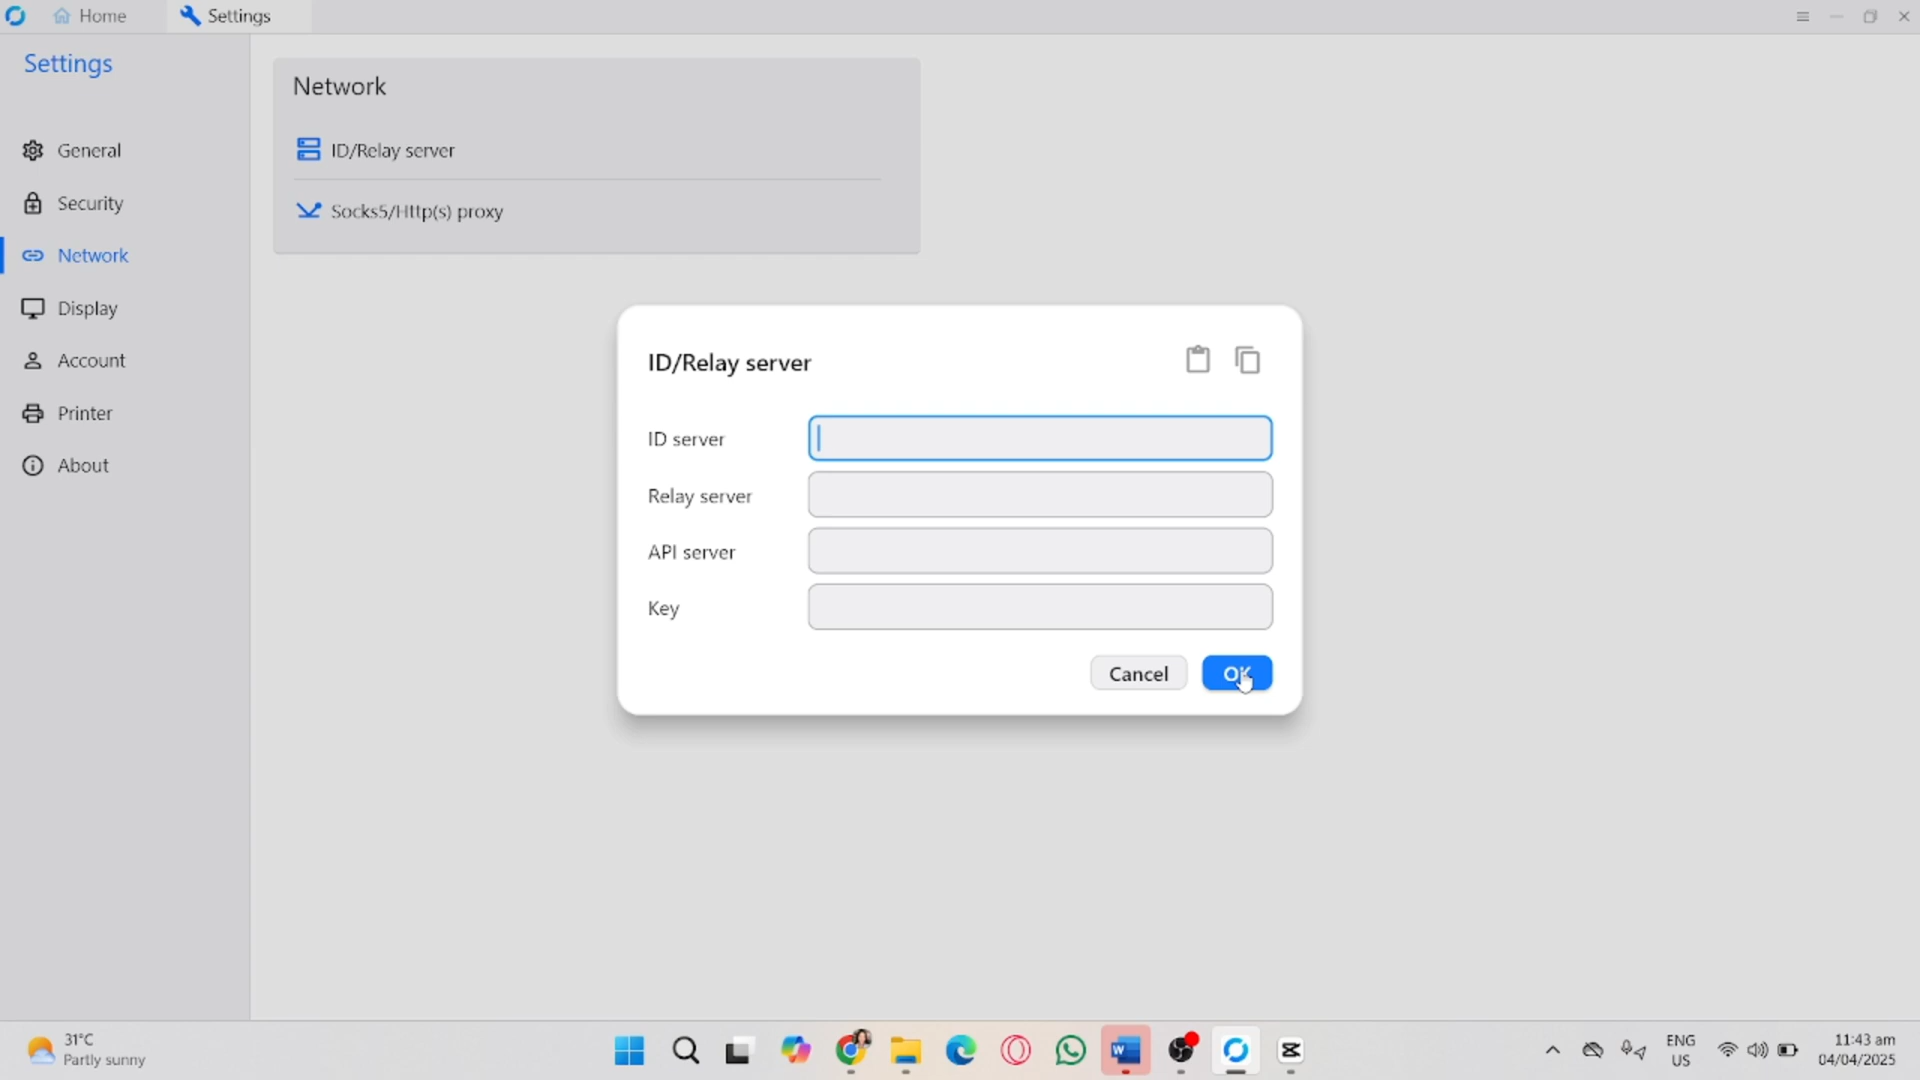 Home
Settings
Settings
General
Security
Network
Display
Account
Printer
About
Network
ID/Relay server
Socks5/Http(s) proxy
ID/Relay server
ID server
Relay server
API server
Key
Cancel
OK
31°C
Partly sunny
ENG
US
11:43 am
04/04/2025